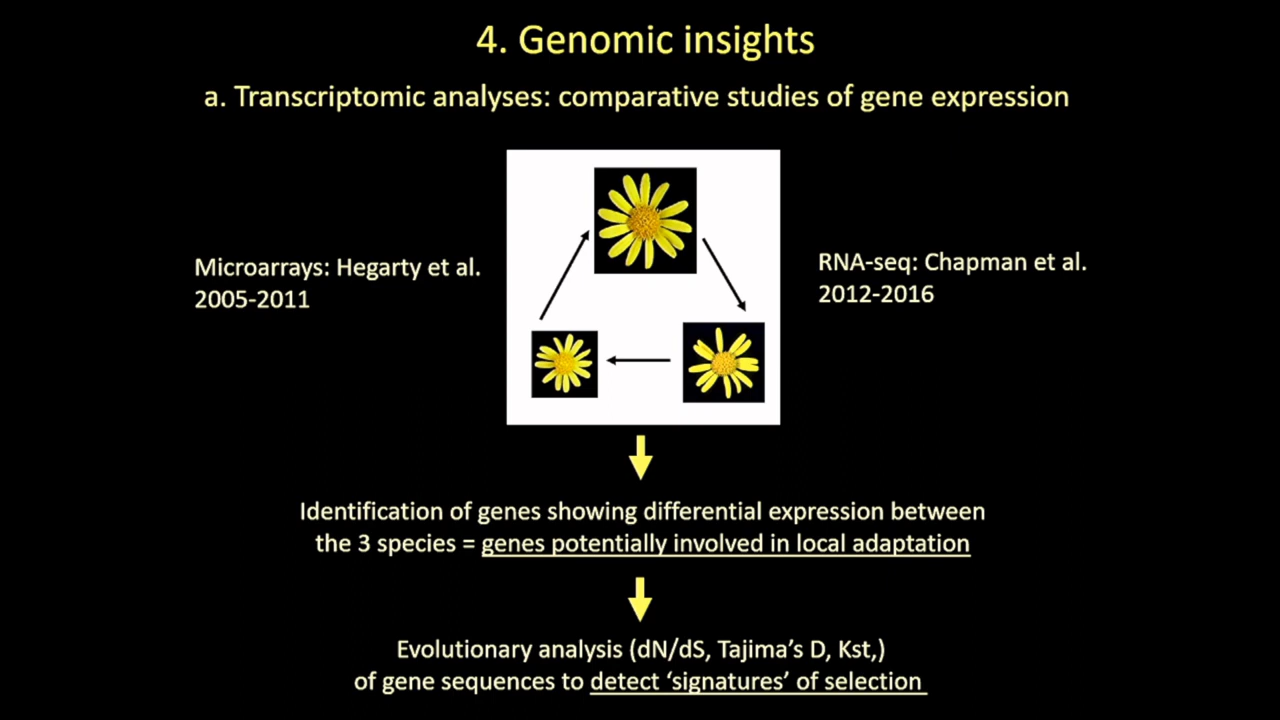 4. Genomic insights
a. Transcriptomic analyses: comparative studies of gene expression
Microarrays: Hegarty et al.
2005-2011
RNA-seq: Chapman et al.
2012-2016
Identification of genes showing differential expression between
the 3 species = genes potentially involved in local adaptation
Evolutionary analysis (dN/dS, Tajima’s D, Kst,)
of gene sequences to detect ‘signatures’ of selection